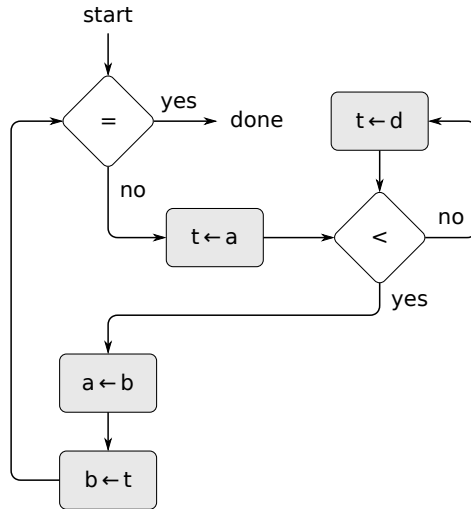 start
=
yes
done
no
t←d
t←a
<
no
yes
a←b
b←t